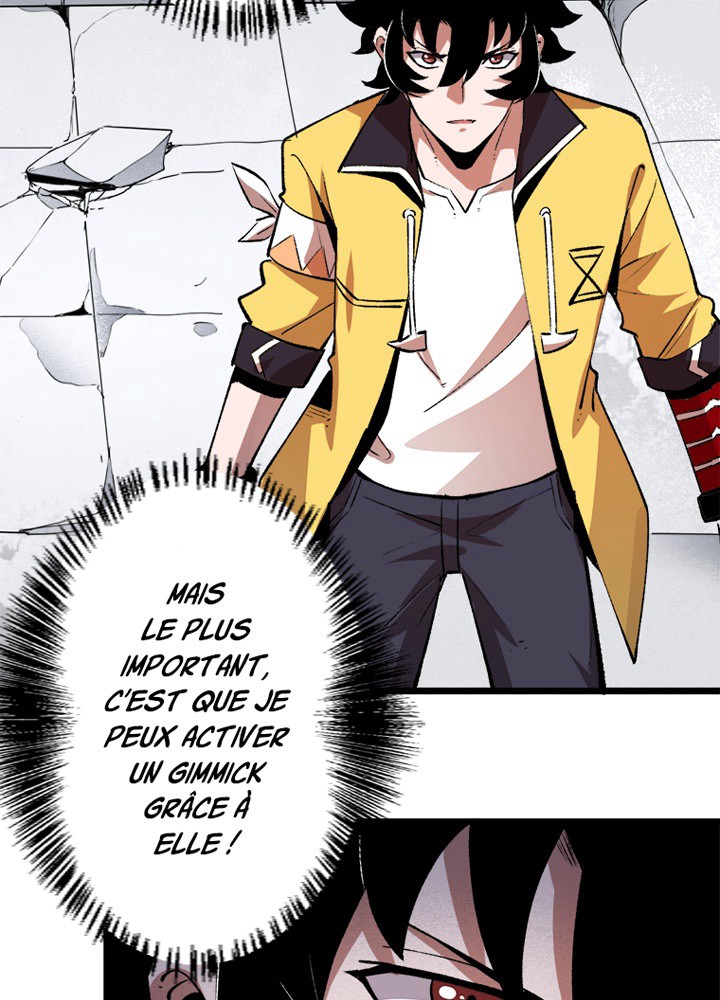 MAIS
LE PLUS
IMPORTANT,
C'EST QUE JE
PEUX ACTIVER
UN GIMMICK
GRÂCE À
ELLE !